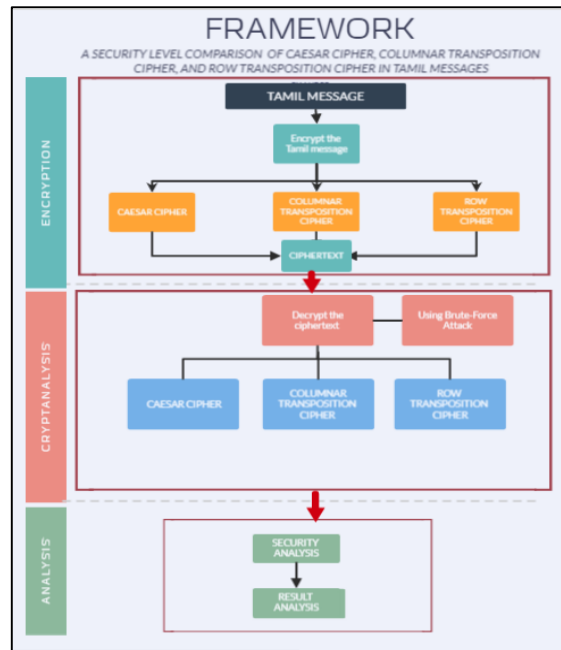 FRAMEWORK
A SECURITY LEVEL COMPARISON OF CAESAR CIPHER, COLUMNAR TRANSPOSITION
CIPHER, AND ROW TRANSPOSITION CIPHER IN TAMIL MESSAGES
ENCRYPTION
TAMIL MESSAGE
Encrypt the
Tamil message
CAESAR CIPHER
COLUMNAR
TRANSPOSITION
CIPHER
ROW
TRANSPOSITION
CIPHER
CIPHERTEXT
CRYPTANALYSIS
Decrypt the
ciphertext
Using Brute-Force
Attack
CAESAR CIPHER
COLUMNAR
TRANSPOSITION
CIPHER
ROW
TRANSPOSITION
CIPHER
ANALYSIS
SECURITY
ANALYSIS
RESULT
ANALYSIS